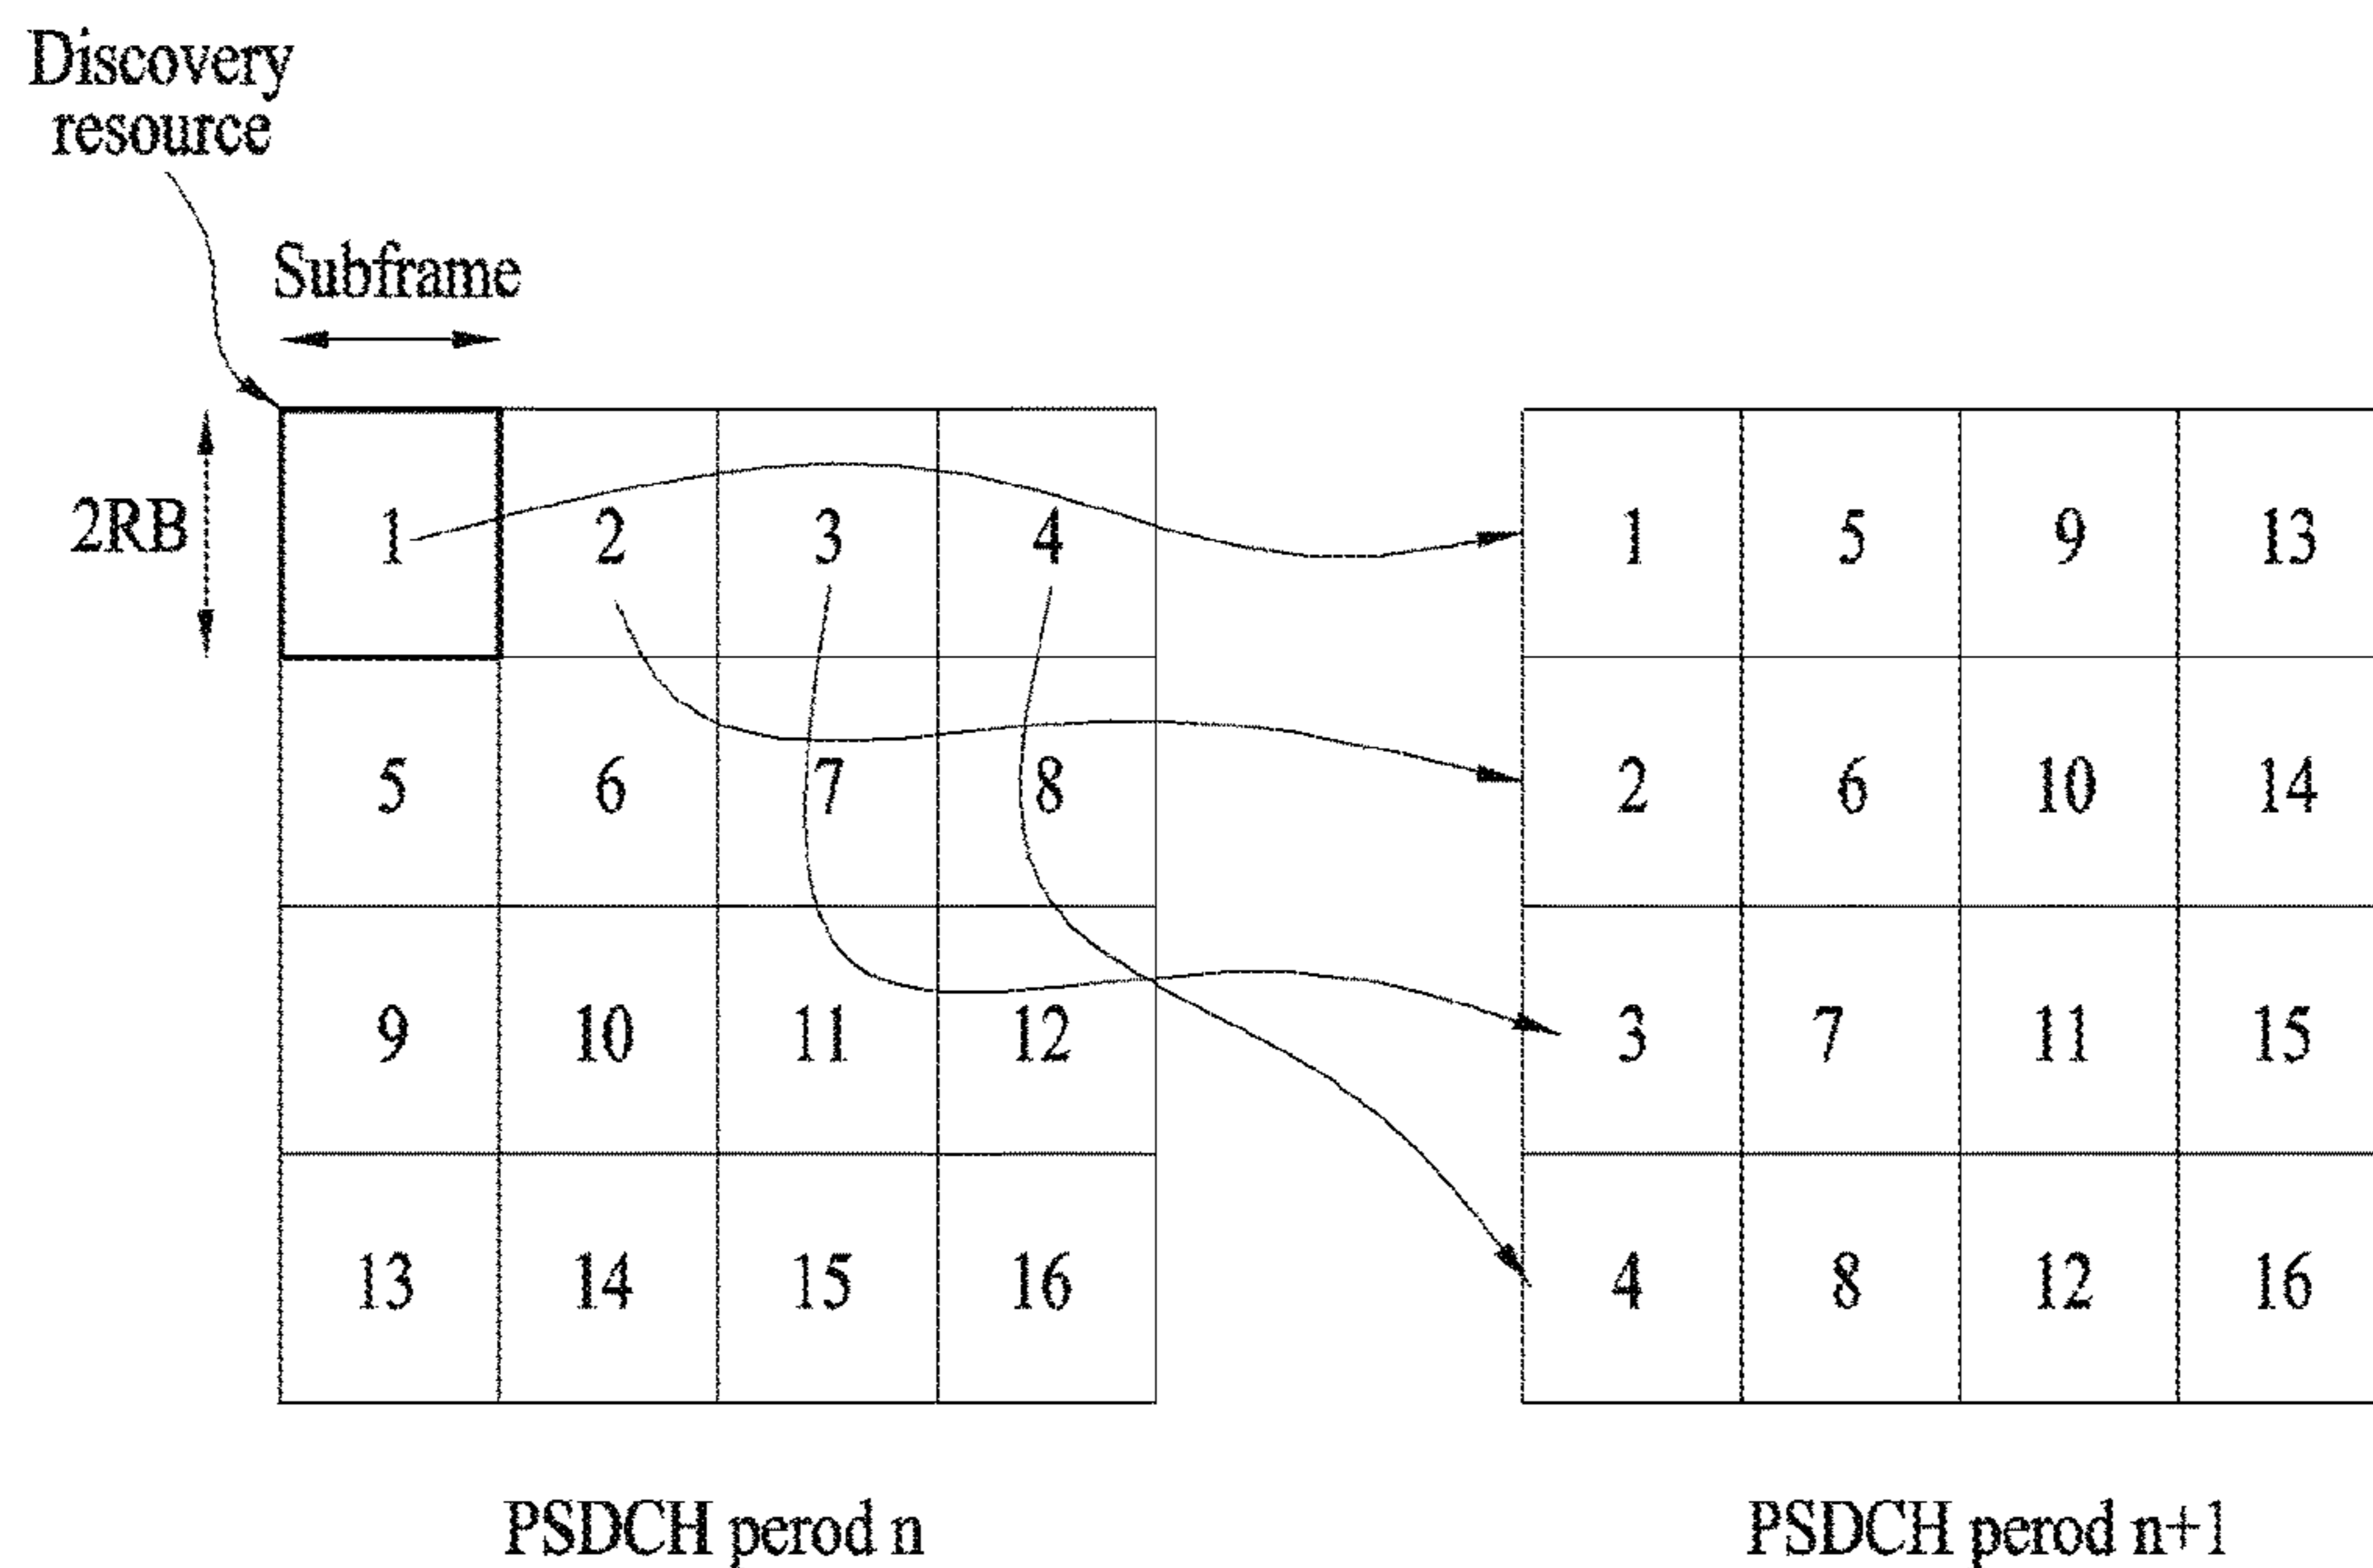 Discovery
resource
Subframe
2RB
1 2 3 4
5 6 7 8
9 10 11 12
13 14 15 16
PSDCH perod n
1 5 9 13
2 6 10 14
3 7 11 15
4 8 12 16
PSDCH perod n+1